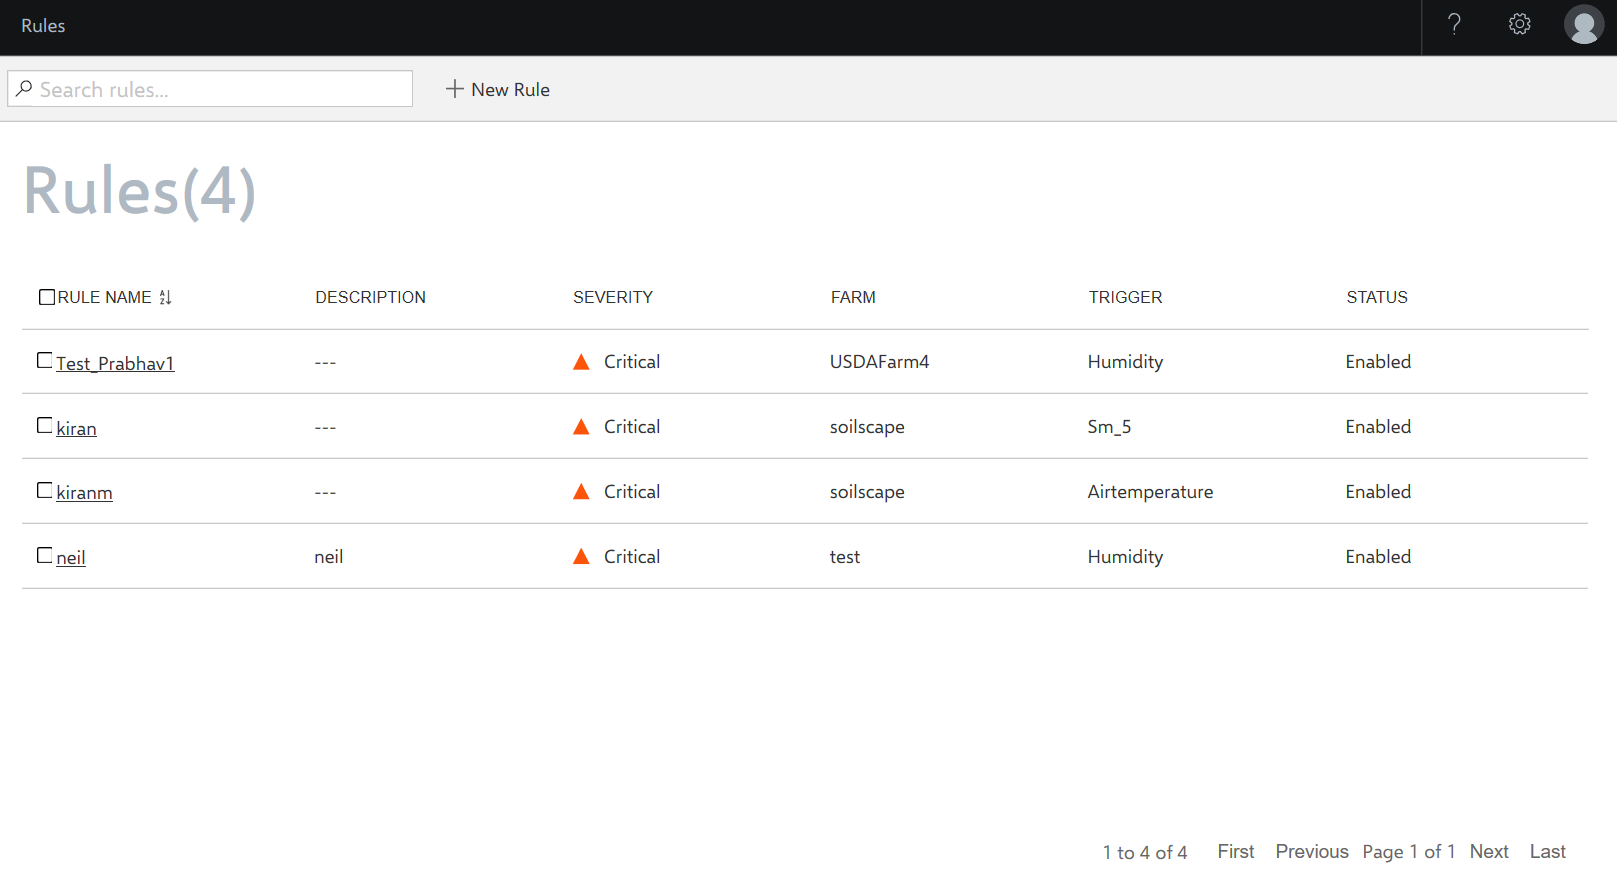 Rules
Search rules...
New Rule
Rules(4)
RULE NAME DESCRIPTION SEVERITY FARM TRIGGER STATUS
Test_Prabhav1 --- Critical USDAFarm4 Humidity Enabled
kiran --- Critical soilscape Sm_5 Enabled
kiranm --- Critical soilscape Airtemperature Enabled
neil neil Critical test Humidity Enabled
1 to 4 of 4 First Previous Page 1 of 1 Next Last